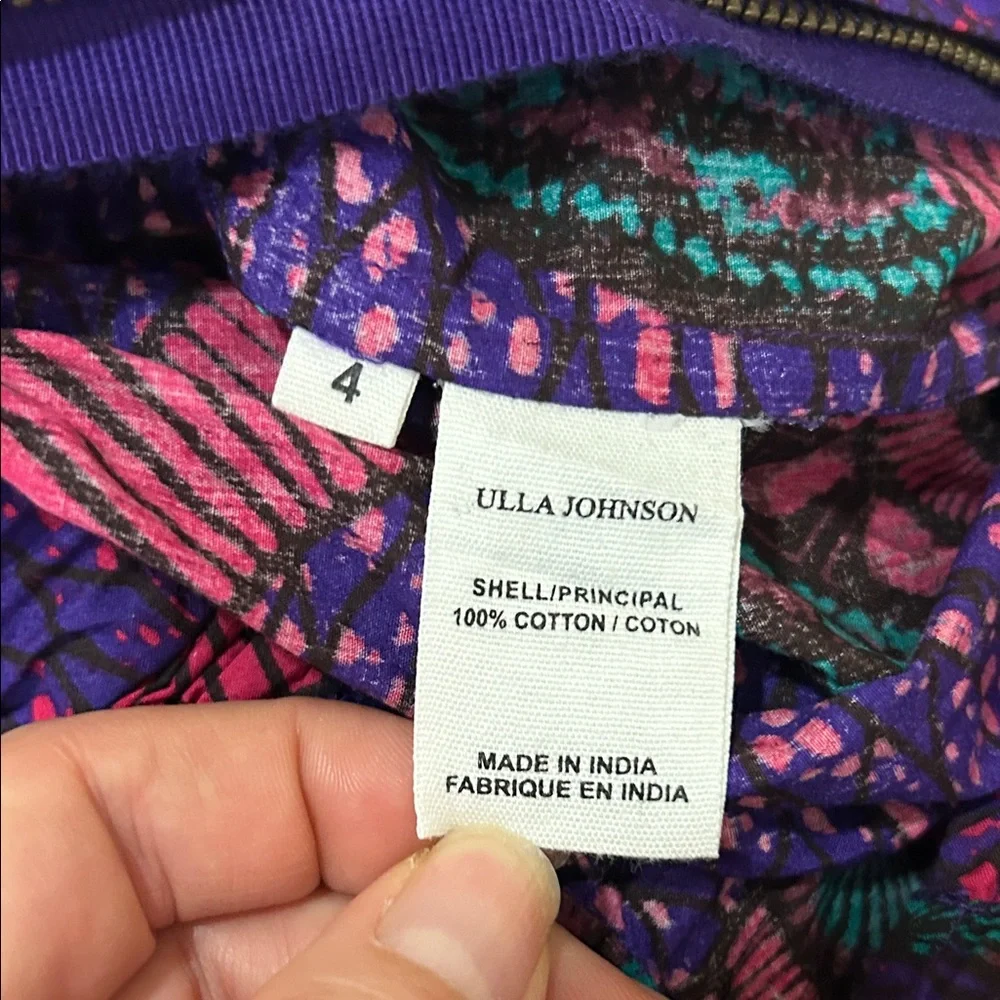 4
ULLA JOHNSON
SHELL/PRINCIPAL
100% COTTON / COTON
MADE IN INDIA
FABRIQUE EN INDIA